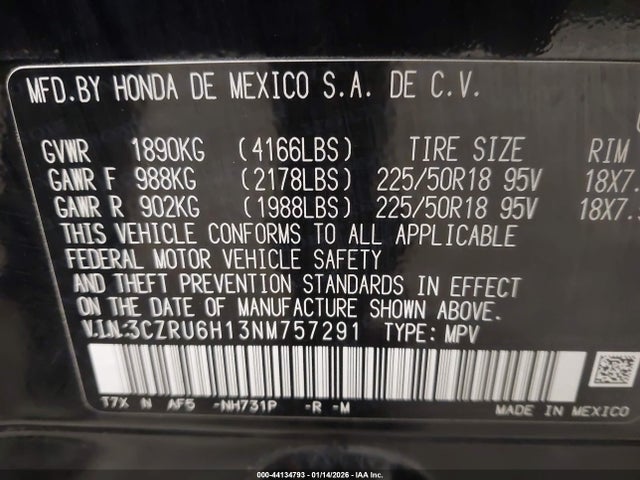 MFD.BY HONDA DE MEXICO S.A. DE C.V.
GVWR 1890KG (4166LBS) TIRE SIZE RIM
GAWR F 988KG (2178LBS) 225/50R18 95V 18X7.
GAWR R 902KG (1988LBS) 225/50R18 95V 18X7.
THIS VEHICLE CONFORMS TO ALL APPLICABLE
FEDERAL MOTOR VEHICLE SAFETY
AND THEFT PREVENTION STANDARDS IN EFFECT
ON THE DATE OF MANUFACTURE SHOWN ABOVE.
V.I.N.:3CZRU6H13NM757291 TYPE: MPV
T7X N AF5 -NH731P -R -M
MADE IN MEXICO
000-44134793 - 01/14/2026 - IAA Inc.